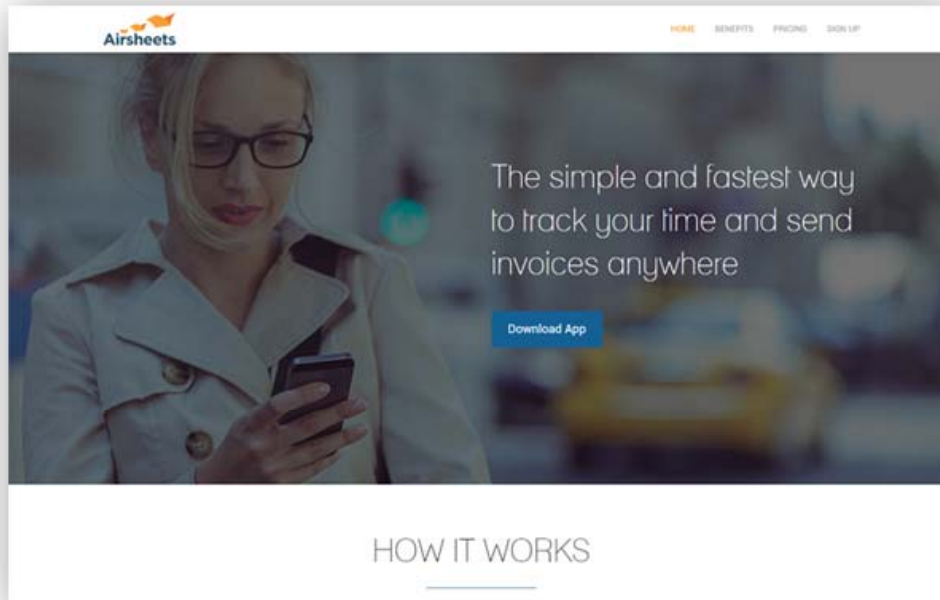 Airsheets
HOME BENEFITS PRICING SIGN UP
The simple and fastest way
to track your time and send
invoices anywhere
Download App
HOW IT WORKS